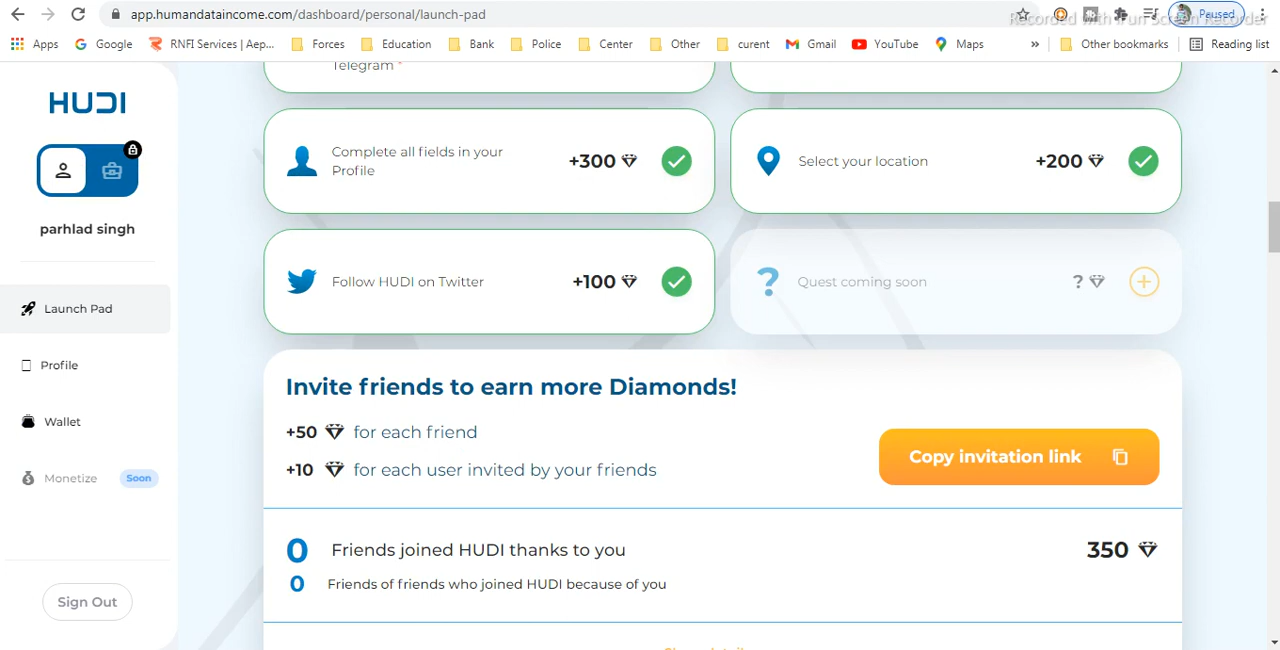 app.humandataincome.com/dashboard/personal/launch-pad
Paused
Recorded with iFun Screen Recorder
Apps
Google
RNFI Services | Aep...
Forces
Education
Bank
Police
Center
Other
curent
Gmail
YouTube
Maps
»
Other bookmarks
Reading list
HUDI
parhlad singh
Launch Pad
Profile
Wallet
Monetize
Soon
Sign Out
Telegram *
Complete all fields in your
Profile
+300
Select your location
+200
Follow HUDI on Twitter
+100
?
Quest coming soon
?
Invite friends to earn more Diamonds!
+50 for each friend
+10 for each user invited by your friends
Copy invitation link
0 Friends joined HUDI thanks to you
350
0 Friends of friends who joined HUDI because of you